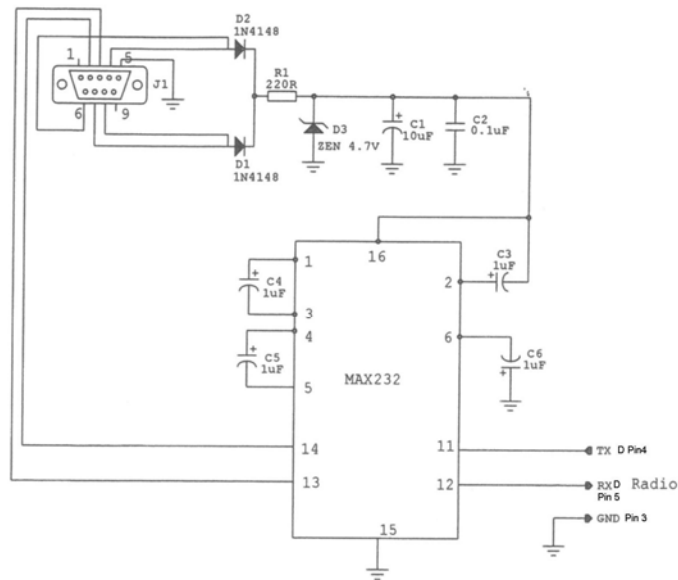 D2
1N4148
1
5
J1
6
9
R1
220R
D3
ZEN 4.7V
C1
10uF
C2
0.1uF
D1
1N4148
16
1
C4
1uF
3
4
C5
1uF
5
2
C3
1uF
6
C6
1uF
MAX232
14
13
11
12
15
TX D Pin4
RXD Radio
Pin 5
GND Pin 3